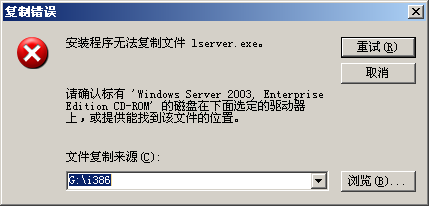 复制错误
安装程序无法复制文件 lserver.exe。
重试(R)
取消
请确认标有 'Windows Server 2003, Enterprise
Edition CD-ROM' 的磁盘在下面选定的驱动器
上，或提供能找到该文件的位置。
文件复制来源(C):
G:\i386
浏览(B)...